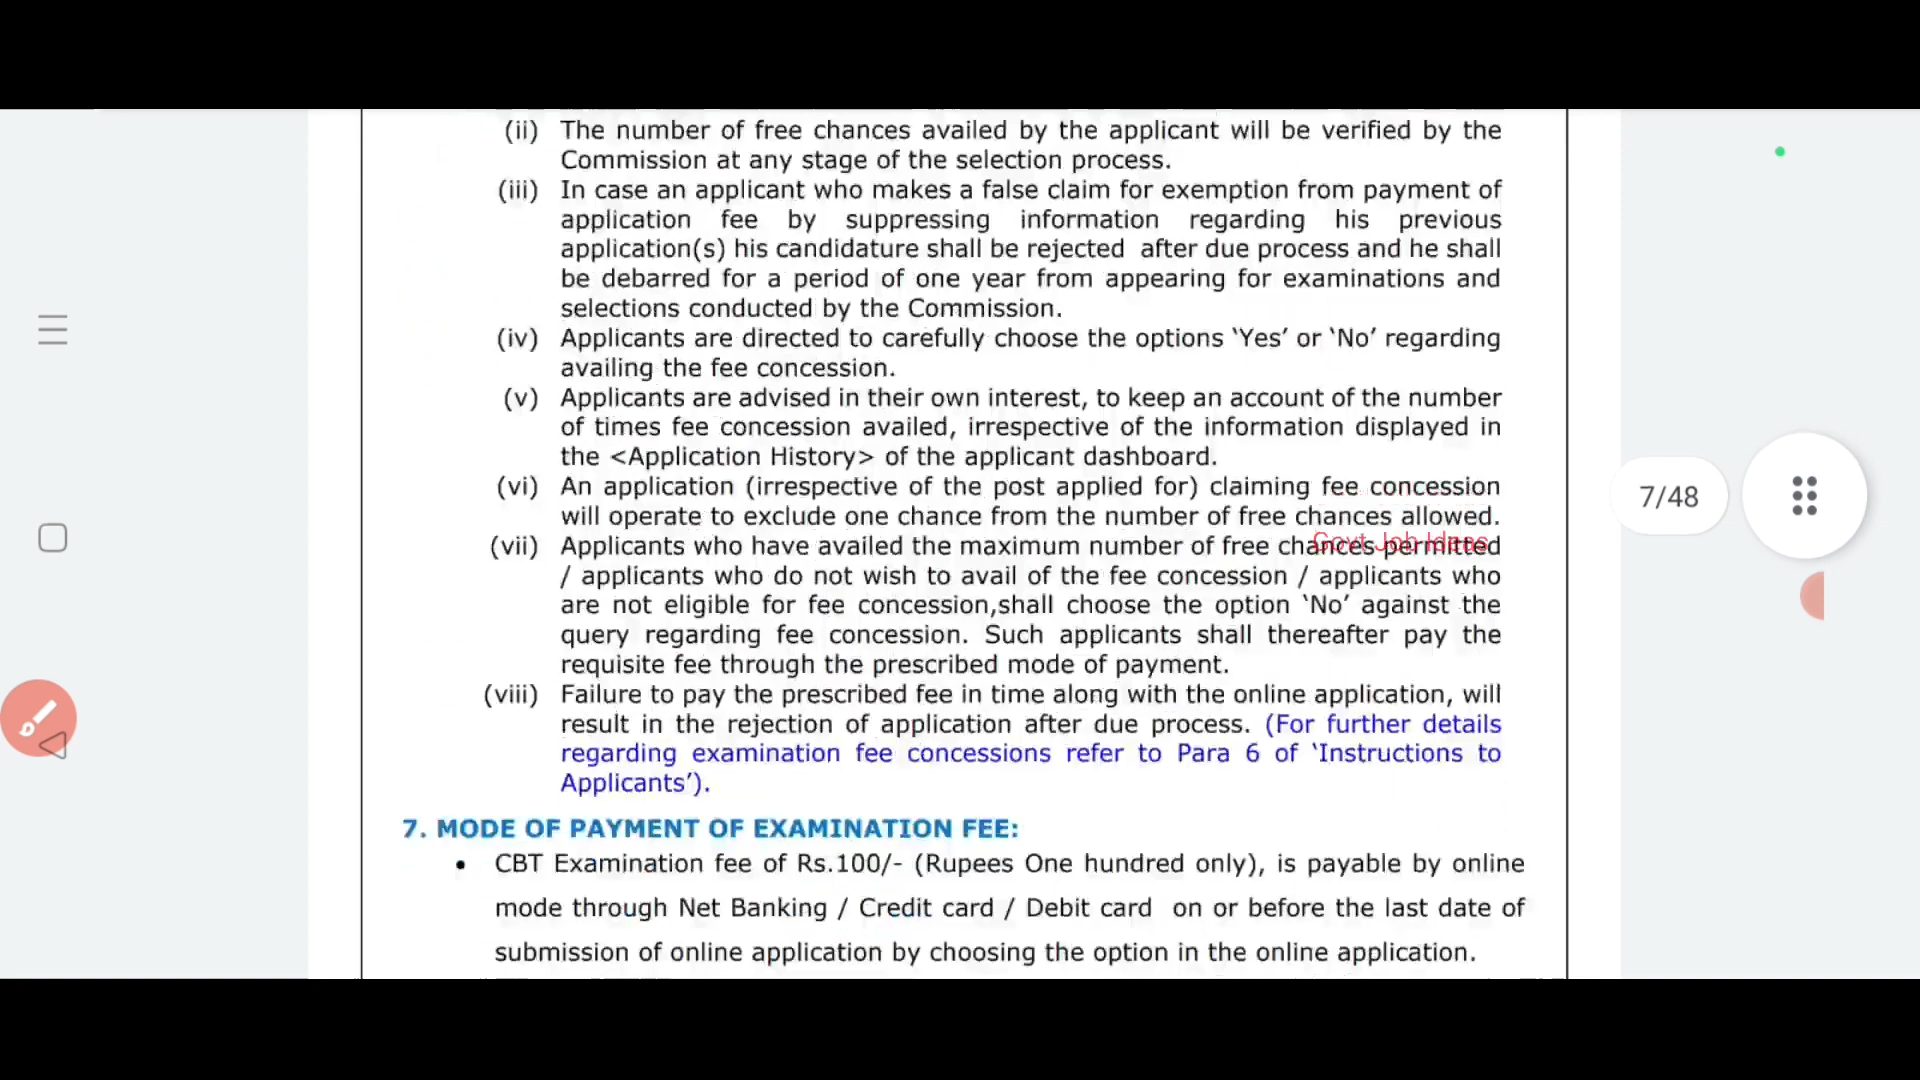 (ii) The number of free chances availed by the applicant will be verified by the
Commission at any stage of the selection process.
(iii) In case an applicant who makes a false claim for exemption from payment of
application fee by suppressing information regarding his previous
application(s) his candidature shall be rejected after due process and he shall
be debarred for a period of one year from appearing for examinations and
selections conducted by the Commission.
(iv) Applicants are directed to carefully choose the options ‘Yes’ or ‘No’ regarding
availing the fee concession.
(v) Applicants are advised in their own interest, to keep an account of the number
of times fee concession availed, irrespective of the information displayed in
the <Application History> of the applicant dashboard.
(vi) An application (irrespective of the post applied for) claiming fee concession
will operate to exclude one chance from the number of free chances allowed.
7/48
(vii) Applicants who have availed the maximum number of free chances permitted
Govt Job Ideas
/ applicants who do not wish to avail of the fee concession / applicants who
are not eligible for fee concession,shall choose the option ‘No’ against the
query regarding fee concession. Such applicants shall thereafter pay the
requisite fee through the prescribed mode of payment.
(viii) Failure to pay the prescribed fee in time along with the online application, will
result in the rejection of application after due process. (For further details
regarding examination fee concessions refer to Para 6 of ‘Instructions to
Applicants’).
7. MODE OF PAYMENT OF EXAMINATION FEE:
• CBT Examination fee of Rs.100/- (Rupees One hundred only), is payable by online
mode through Net Banking / Credit card / Debit card on or before the last date of
submission of online application by choosing the option in the online application.